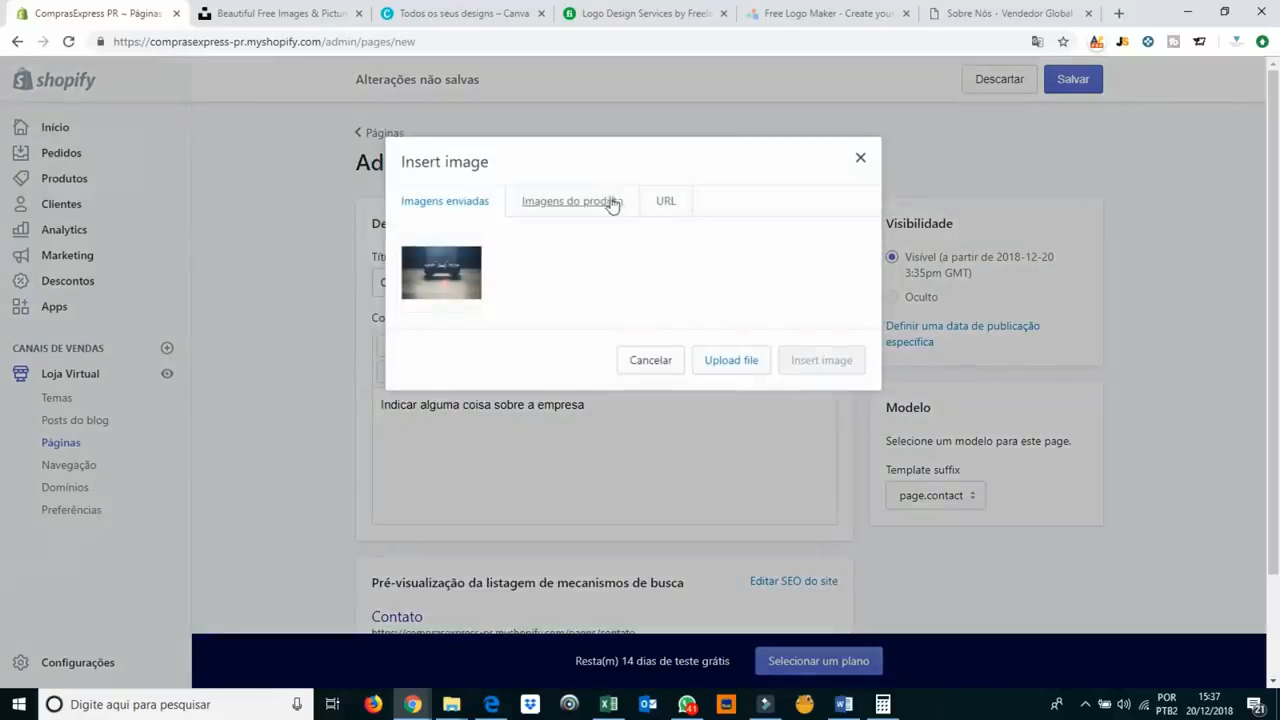 ComprasExpress PR ~ Páginas
Beautiful Free Images & Pictur
Todos os seus designs – Canva
Logo Design Services by Freela
Free Logo Maker - Create your
Sobre Nós - Vendedor Global
https://comprasexpress-pr.myshopify.com/admin/pages/new
shopify
Alterações não salvas
Descartar
Salvar
Início
Pedidos
Produtos
Clientes
Analytics
Marketing
Descontos
Apps
CANAIS DE VENDAS
Loja Virtual
Temas
Posts do blog
Páginas
Navegação
Domínios
Preferências
Configurações
Páginas
Ad
De
Co
Insert image
Imagens enviadas
Imagens do produto
URL
Cancelar
Upload file
Insert image
Indicar alguma coisa sobre a empresa
Visibilidade
Visível (a partir de 2018-12-20
3:35pm GMT)
Oculto
Definir uma data de publicação
específica
Modelo
Selecione um modelo para este page.
Template suffix
page.contact
Pré-visualização da listagem de mecanismos de busca
Editar SEO do site
Contato
https://comprasexpress-pr.myshopify.com/pages/contato
Resta(m) 14 dias de teste grátis
Selecionar um plano
Digite aqui para pesquisar
41
POR
PTB2
15:37
20/12/2018
21